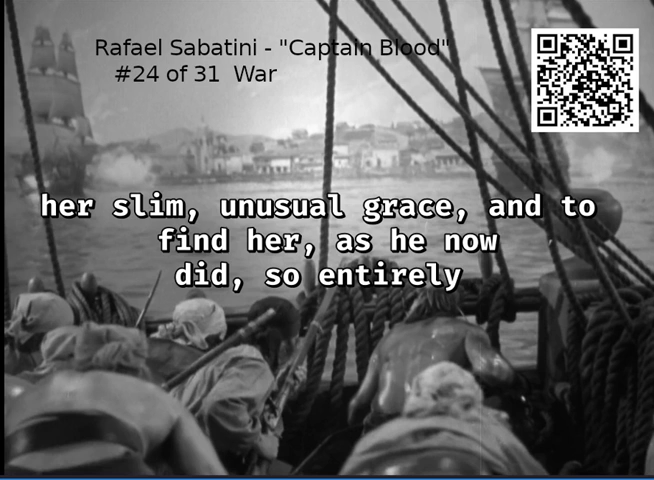 Rafael Sabatini - "Captain Blood"
#24 of 31 War
her slim, unusual grace, and to
find her, as he now
did, so entirely